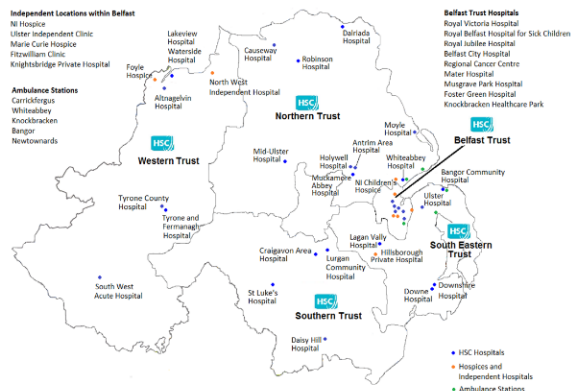 Independent Locations within Belfast
NI Hospice
Ulster Independent Clinic
Marie Curie Hospice
Fitzwilliam Clinic
Knightsbridge Private Hospital
Ambulance Stations
Carrickfergus
Whiteabbey
Knockbracken
Bangor
Newtownards
Belfast Trust Hospitals
Royal Victoria Hospital
Royal Belfast Hospital for Sick Children
Royal Jubilee Hospital
Belfast City Hospital
Regional Cancer Centre
Mater Hospital
Musgrave Park Hospital
Foster Green Hospital
Knockbracken Healthcare Park
Lakeview
Hospital
Waterside
Hospital
Foyle
Hospice
Altnagelvin
Hospital
North West
Independent Hospital
Causeway
Hospital
Dalriada
Hospital
Robinson
Hospital
HSC
Northern Trust
HSC
Western Trust
HSC
Belfast Trust
Moyle
Hospital
Antrim Area
Hospital
Mid-Ulster
Hospital
Holywell
Hospital
Muckamore
Abbey
Hospital
Whiteabbey
Hospital
NI Children's
Hospice
Bangor Community
Hospital
Ulster
Hospital
Tyrone County
Hospital
Tyrone and
Fermanagh
Hospital
HSC
South Eastern
Trust
Lagan Vally
Hospital
Hillsborough
Private Hospital
Craigavon Area
Hospital
Lurgan
Community
Hospital
South West
Acute Hospital
St Luke's
Hospital
HSC
Southern Trust
Downe
Hospital
Downshire
Hospital
Daisy Hill
Hospital
HSC Hospitals
Hospices and
Independent Hospitals
Ambulance Stations